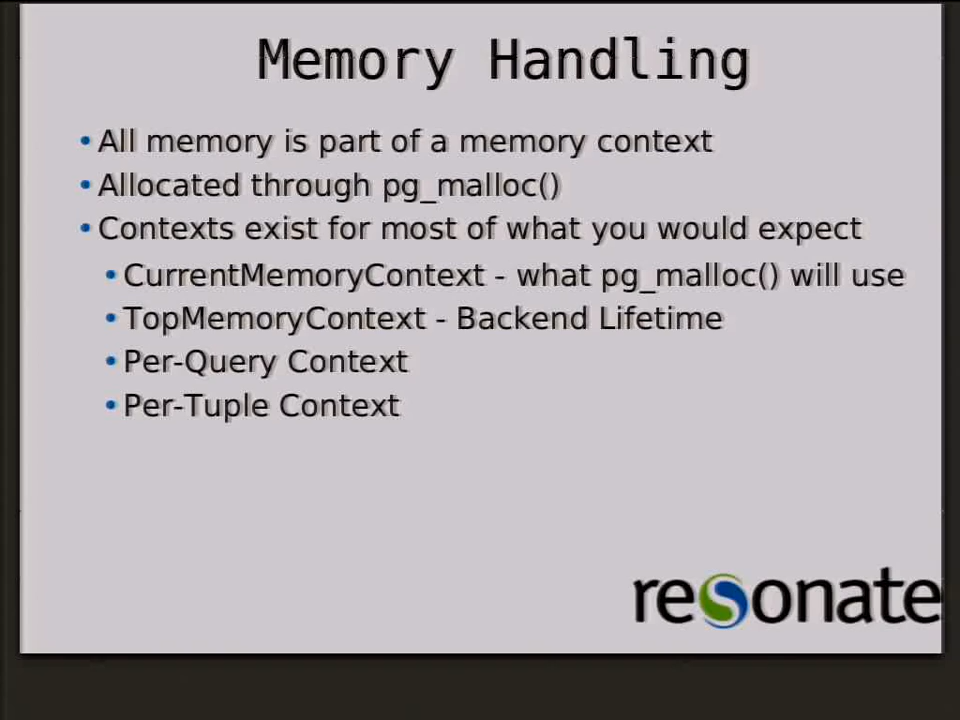 Memory Handling
• All memory is part of a memory context
• Allocated through pg_malloc()
• Contexts exist for most of what you would expect
• CurrentMemoryContext - what pg_malloc() will use
• TopMemoryContext - Backend Lifetime
• Per-Query Context
• Per-Tuple Context
resonate